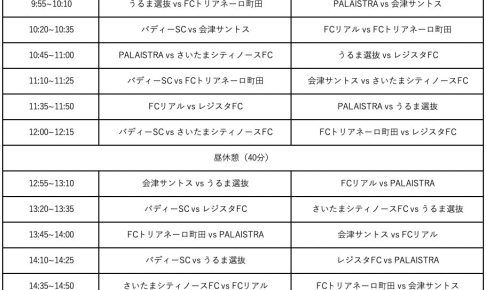 9:55~10:10 うるま選抜 vs FCトリアネーロ町田 PALAISTRA vs 会津サントス
10:20~10:35 バディーSC vs 会津サントス FCリアル vs FCトリアネーロ町田
10:45~11:00 PALAISTRA vs さいたまシティノースFC うるま選抜 vs レジスタFC
11:10~11:25 バディーSC vs FCトリアネーロ町田 会津サントス vs さいたまシティノースFC
11:35~11:50 FCリアル vs レジスタFC PALAISTRA vs うるま選抜
12:00~12:15 バディーSC vs さいたまシティノースFC FCトリアネーロ町田 vs レジスタFC
昼休憩（40分）
12:55~13:10 会津サントス vs うるま選抜 FCリアル vs PALAISTRA
13:20~13:35 バディーSC vs レジスタFC さいたまシティノースFC vs うるま選抜
13:45~14:00 FCトリアネーロ町田 vs PALAISTRA 会津サントス vs FCリアル
14:10~14:25 バディーSC vs うるま選抜 レジスタFC vs PALAISTRA
14:35~14:50 さいたまシティノースFC vs FCリアル FCトリアネーロ町田 vs 会津サントス